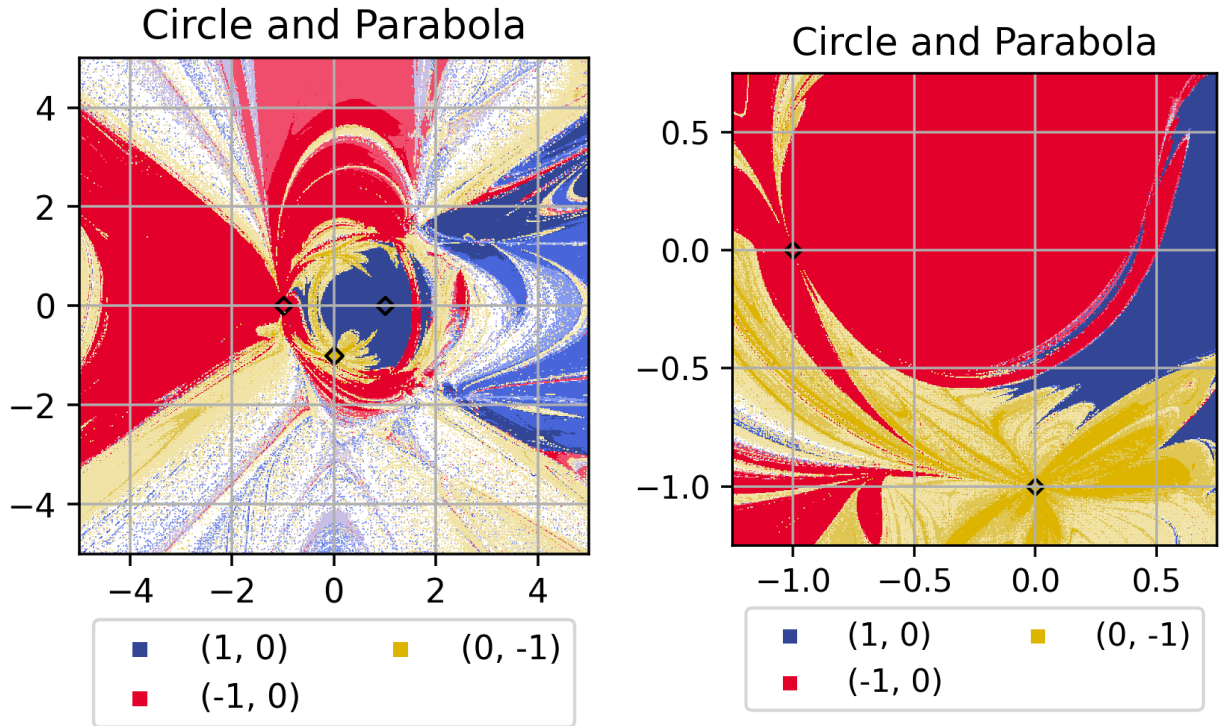 Circle and Parabola
4
2
0
−2
−4
−4 −2 0 2 4
(1, 0) (0, -1)
(-1, 0)
Circle and Parabola
0.5
0.0
−0.5
−1.0
−1.0 −0.5 0.0 0.5
(1, 0) (0, -1)
(-1, 0)